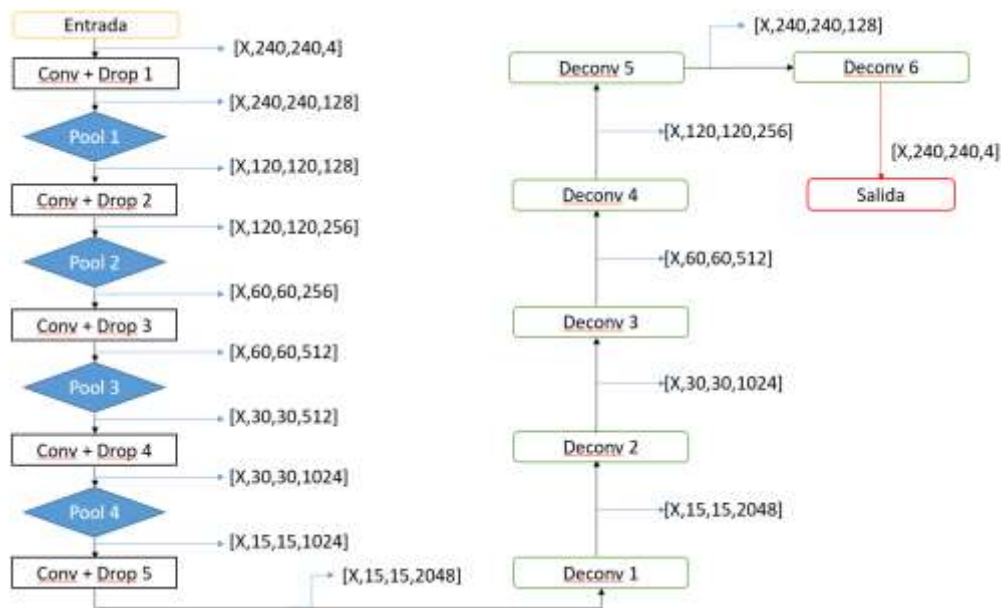 Entrada
[X,240,240,4]
Conv + Drop 1
[X,240,240,128]
Pool 1
[X,120,120,128]
Conv + Drop 2
[X,120,120,256]
Pool 2
[X,60,60,256]
Conv + Drop 3
[X,60,60,512]
Pool 3
[X,30,30,512]
Conv + Drop 4
[X,30,30,1024]
Pool 4
[X,15,15,1024]
Conv + Drop 5
[X,15,15,2048]
Deconv 1
[X,15,15,2048]
Deconv 2
[X,30,30,1024]
Deconv 3
[X,60,60,512]
Deconv 4
[X,120,120,256]
Deconv 5
[X,240,240,128]
Deconv 6
[X,240,240,4]
Salida